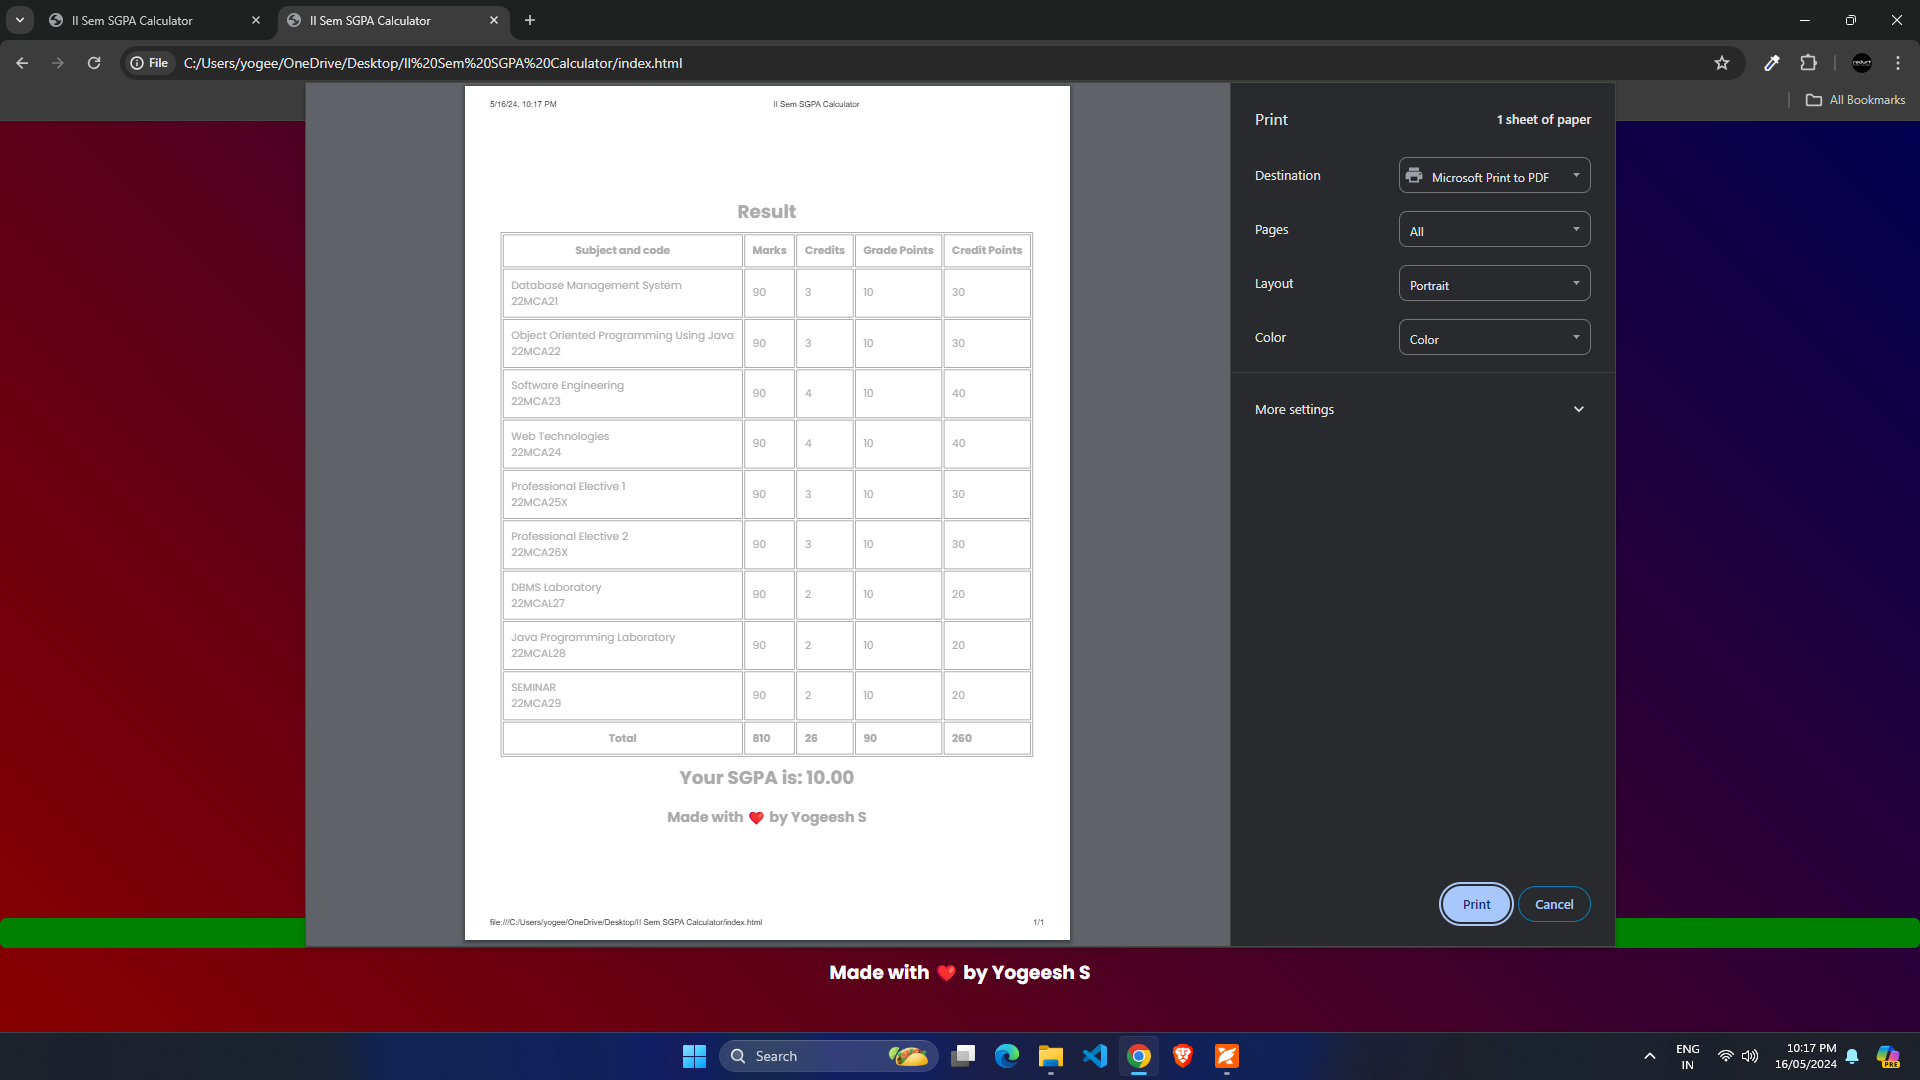 II Sem SGPA Calculator
II Sem SGPA Calculator
File
C:/Users/yogee/OneDrive/Desktop/II%20Sem%20SGPA%20Calculator/index.html
All Bookmarks
5/16/24, 10:17 PM
II Sem SGPA Calculator
Result
Subject and code Marks Credits Grade Points Credit Points
Database Management System
22MCA21
90 3 10 30
Object Oriented Programming Using Java
22MCA22
90 3 10 30
Software Engineering
22MCA23
90 4 10 40
Web Technologies
22MCA24
90 4 10 40
Professional Elective 1
22MCA25X
90 3 10 30
Professional Elective 2
22MCA26X
90 3 10 30
DBMS Laboratory
22MCAL27
90 2 10 20
Java Programming Laboratory
22MCAL28
90 2 10 20
SEMINAR
22MCA29
90 2 10 20
Total 810 26 90 260
Your SGPA is: 10.00
Made with ❤️ by Yogeesh S
file:///C:/Users/yogee/OneDrive/Desktop/II Sem SGPA Calculator/index.html
1/1
Print
1 sheet of paper
Destination
Microsoft Print to PDF
Pages
All
Layout
Portrait
Color
Color
More settings
Print
Cancel
Made with ❤️ by Yogeesh S
Search
ENG
IN
10:17 PM
16/05/2024
PRE